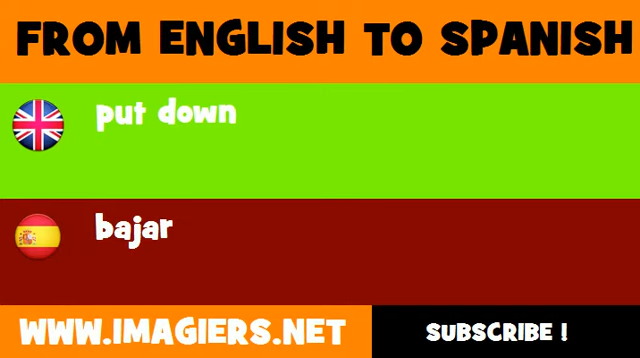 FROM ENGLISH TO SPANISH
put down
bajar
WWW.IMAGIERS.NET
SUBSCRIBE !